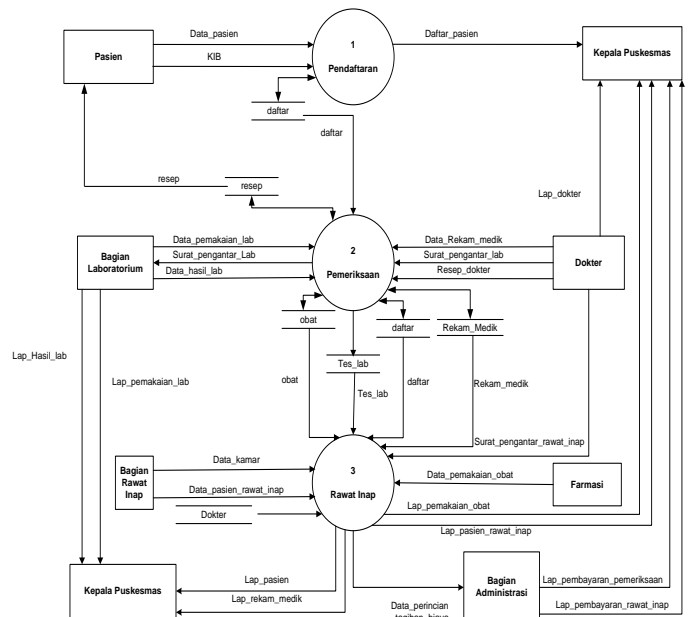 Data_pasien
1
Daftar_pasien
Pasien
KIB
Pendaftaran
Kepala Puskesmas
daftar
daftar
resep
resep
Lap_dokter
Data_pemakaian_lab
2
Data_Rekam_medik
Bagian
Laboratorium
Surat_pengantar_Lab
Pemeriksaan
Surat_pengantar_lab
Dokter
Data_hasil_lab
Resep_dokter
obat
daftar
Rekam_Medik
Lap_Hasil_lab
Tes_lab
Lap_pemakaian_lab
obat
daftar
Rekam_medik
Tes_lab
Surat_pengantar_rawat_inap
Data_kamar
Bagian
Rawat
Inap
3
Data_pemakaian_obat
Data_pasien_rawat_inap
Rawat Inap
Farmasi
Lap_pemakaian_obat
Dokter
Lap_pasien_rawat_inap
Kepala Puskesmas
Lap_pasien
Lap_rekam_medik
Bagian
Administrasi
Lap_pembayaran_pemeriksaan
Data_perincian
tagihan_biaya
Lap_pembayaran_rawat_inap